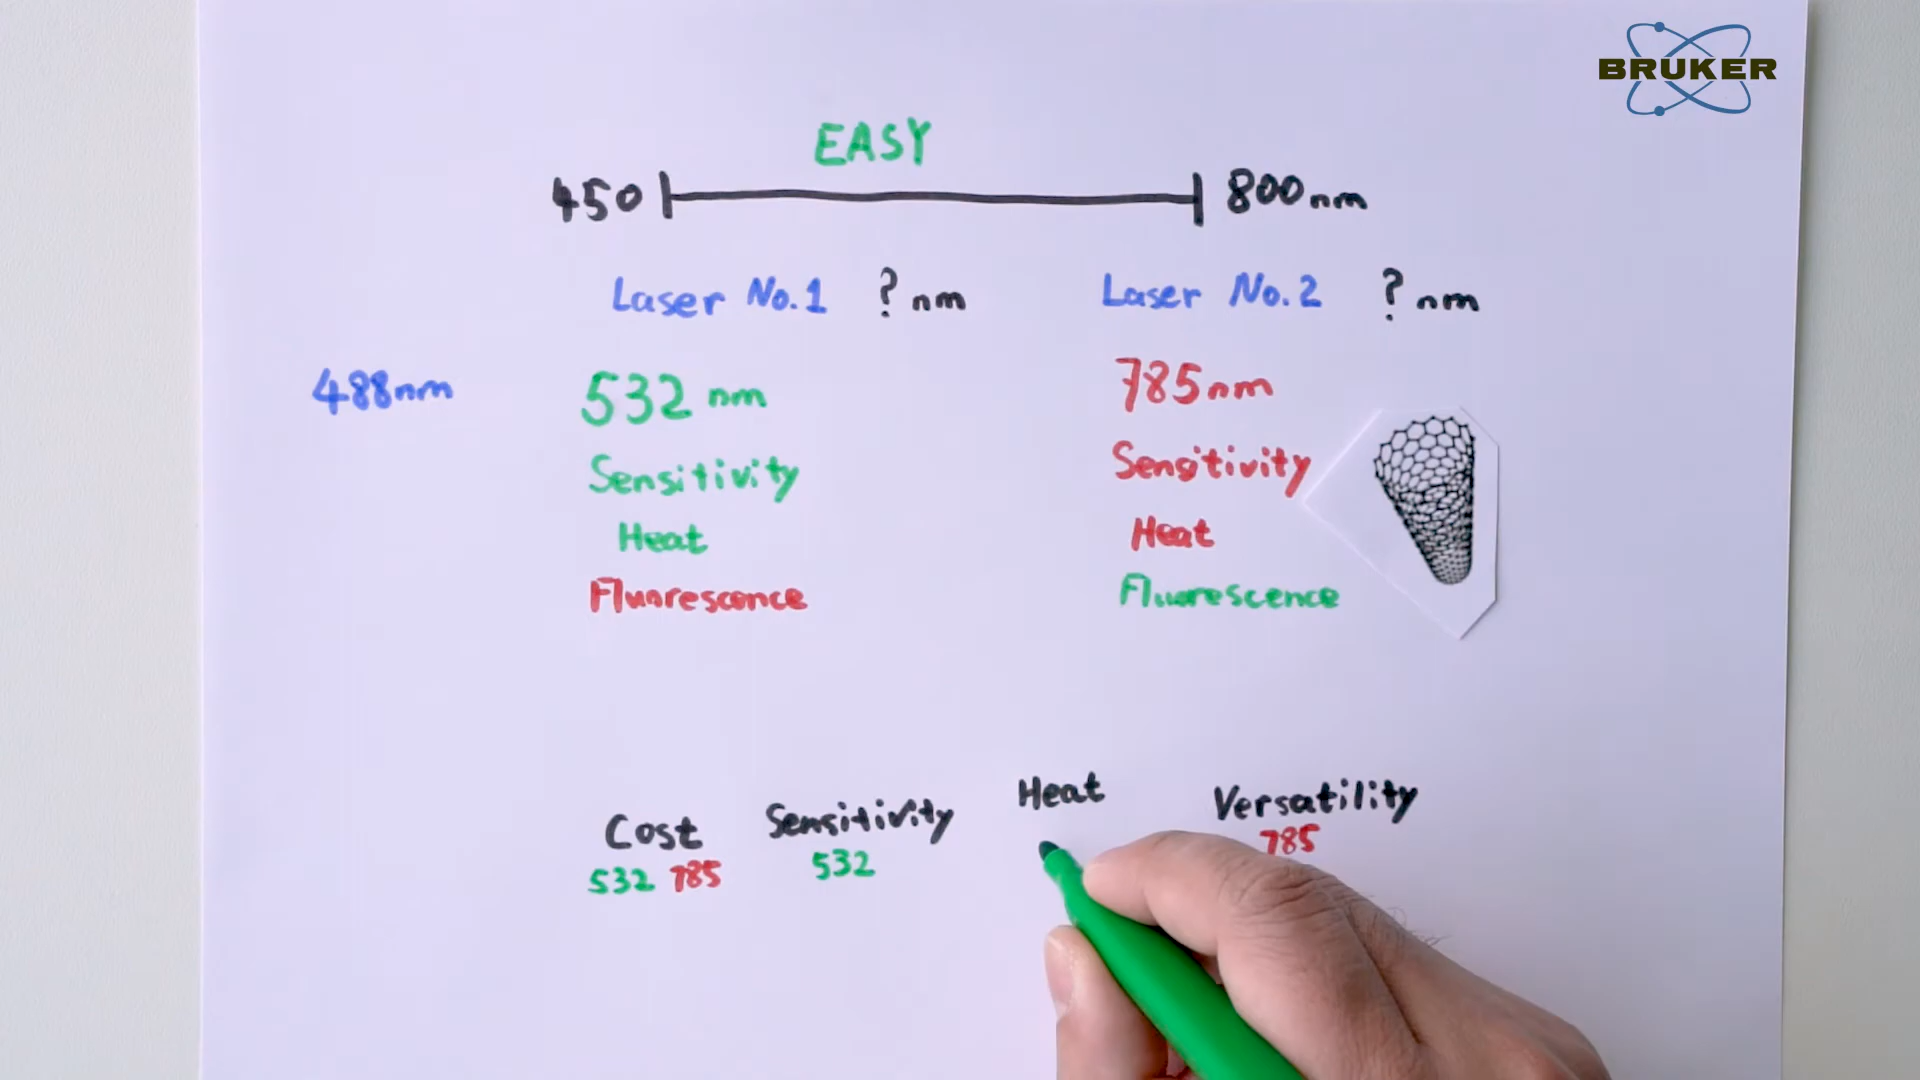 BRUKER
EASY
450 800nm
Laser No.1 ? nm
Laser No.2 ? nm
488nm
532 nm
Sensitivity
Heat
Fluorescence
785nm
Sensitivity
Heat
Fluorescence
Cost
532 785
Sensitivity
532
Heat
Versatility
785